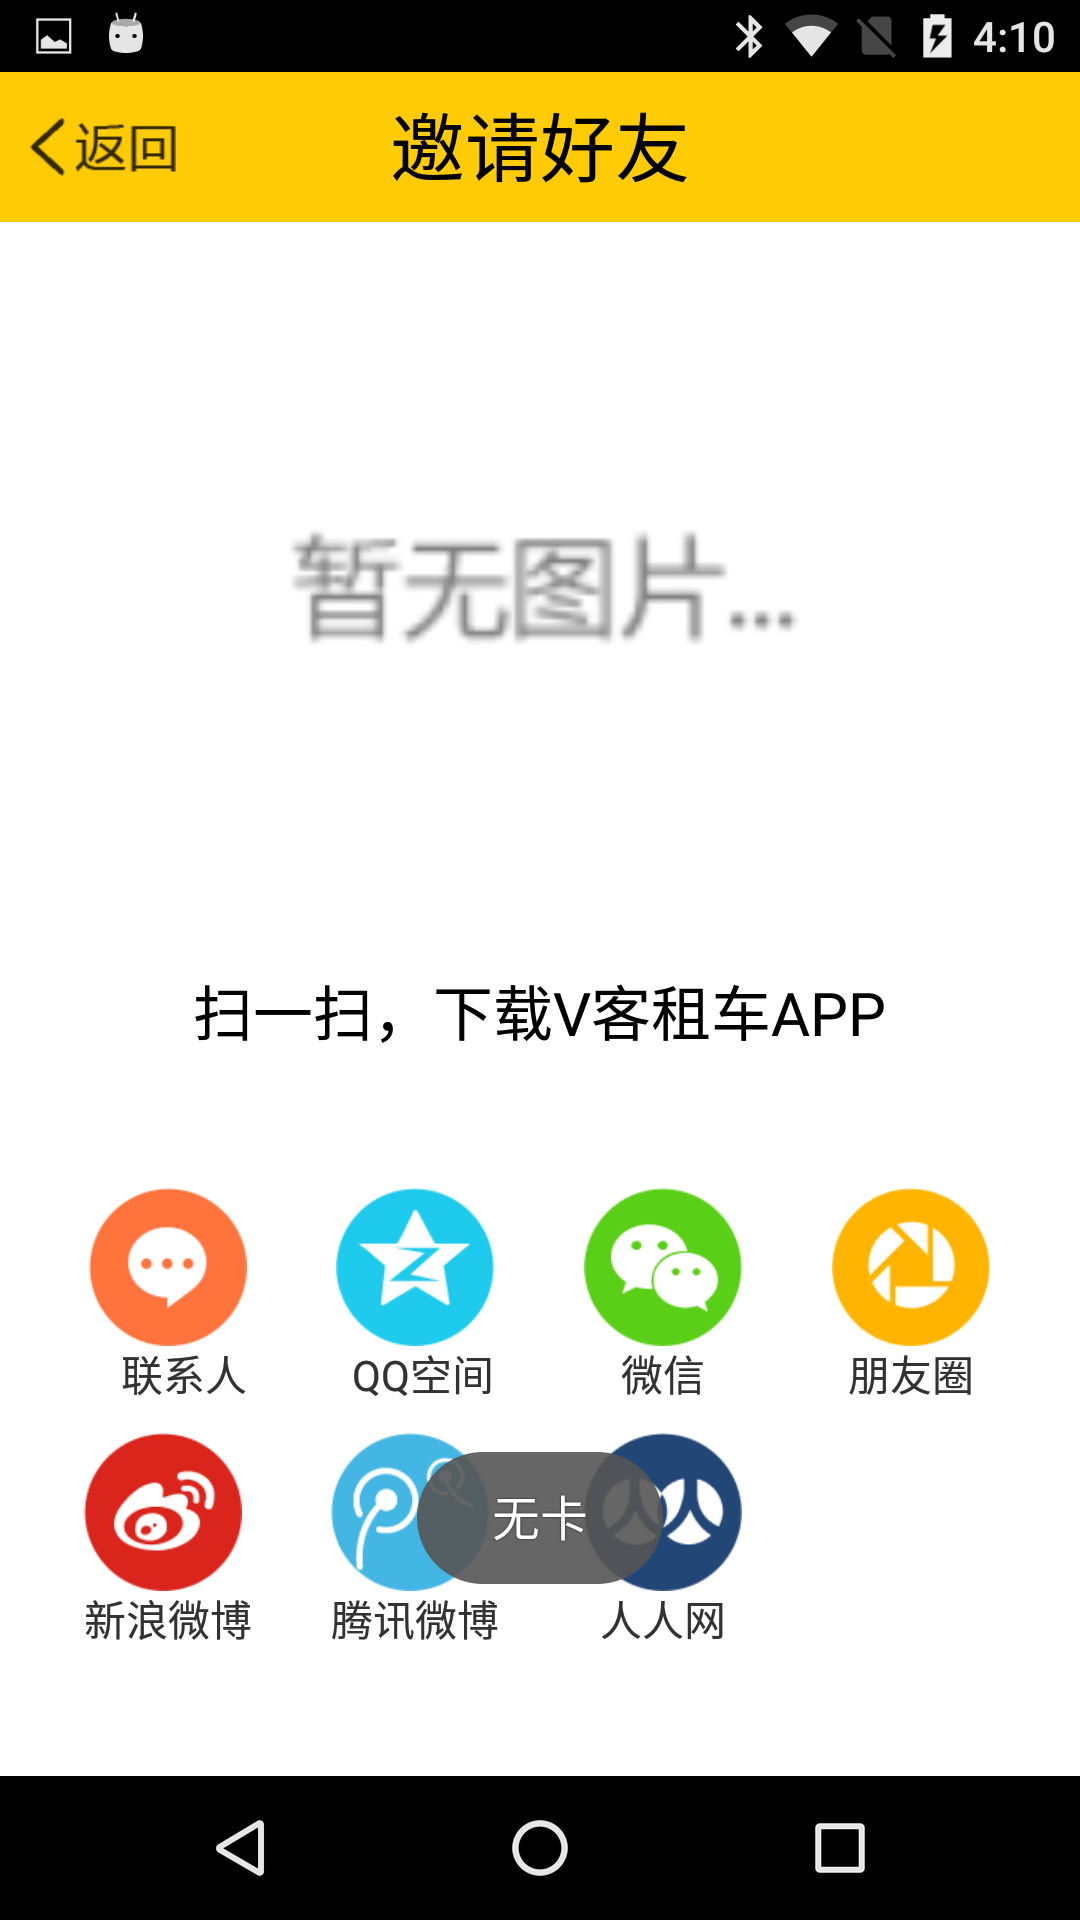 4:10
返回
邀请好友
暂无图片...
扫一扫，下载V客租车APP
联系人
QQ空间
微信
朋友圈
无卡
新浪微博
腾讯微博
人人网